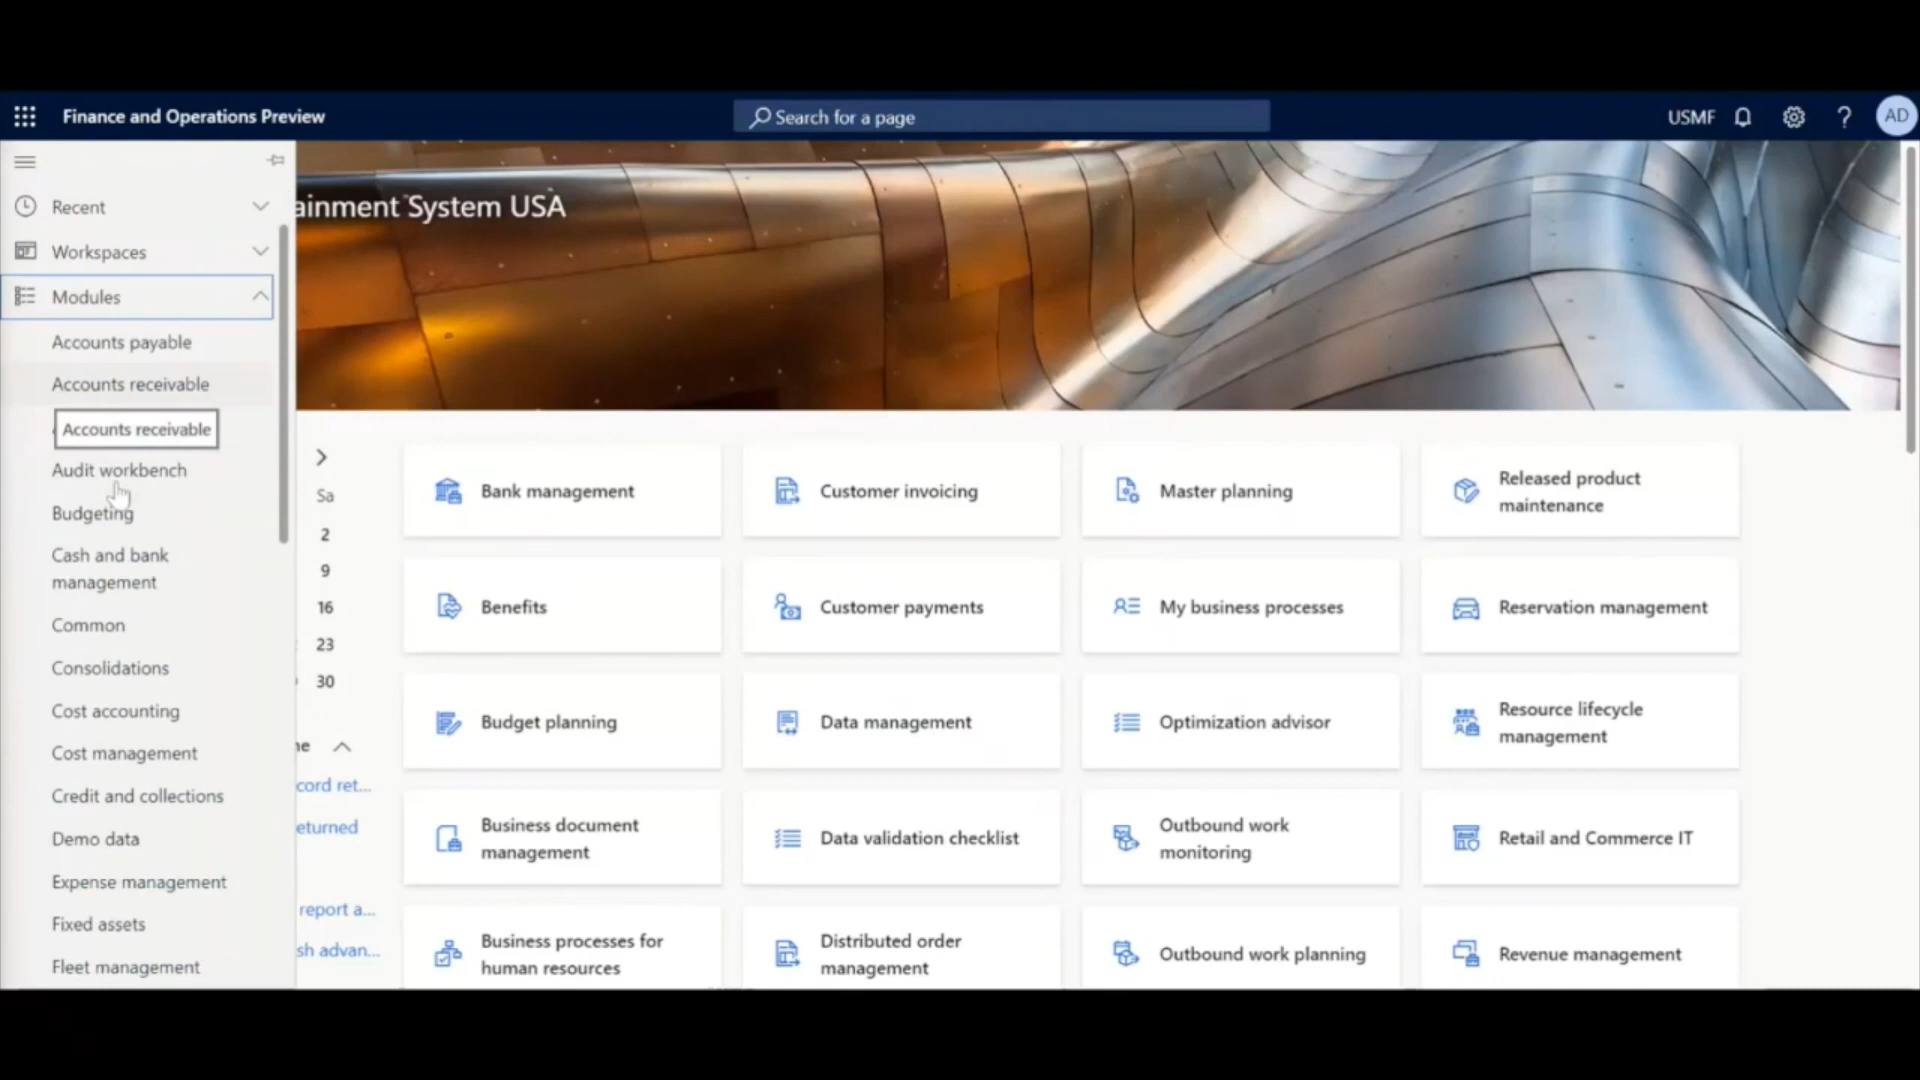 Finance and Operations Preview
Search for a page
USMF
AD
ainment System USA
Recent
Workspaces
Modules
Accounts payable
Accounts receivable
Accounts receivable
Audit workbench
Budgeting
Cash and bank
management
Common
Consolidations
Cost accounting
Cost management
Credit and collections
Demo data
Expense management
Fixed assets
Fleet management
Sa
2
9
16
23
30
ne
cord ret...
eturned
report a...
sh advan...
Bank management
Customer invoicing
Master planning
Released product
maintenance
Benefits
Customer payments
My business processes
Reservation management
Budget planning
Data management
Optimization advisor
Resource lifecycle
management
Business document
management
Data validation checklist
Outbound work
monitoring
Retail and Commerce IT
Business processes for
human resources
Distributed order
management
Outbound work planning
Revenue management